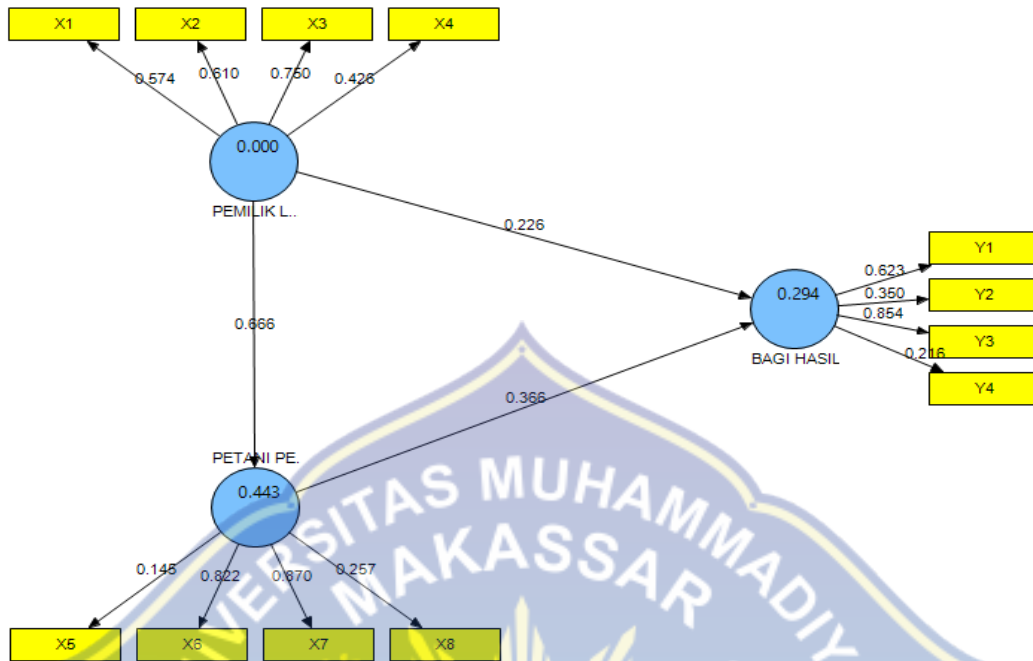 X1 X2 X3 X4
0.574 0.610 0.750 0.426
0.000
PEMILIK L..
0.226
Y1
0.623
0.294
0.350
Y2
0.854
Y3
0.216
BAGI HASIL
Y4
0.666
0.366
PETANI PE.
0.443
0.145 0.822 0.870 0.257
X5 X6 X7 X8
UNIVERSITAS MUHAMMADIY
MAKASSAR